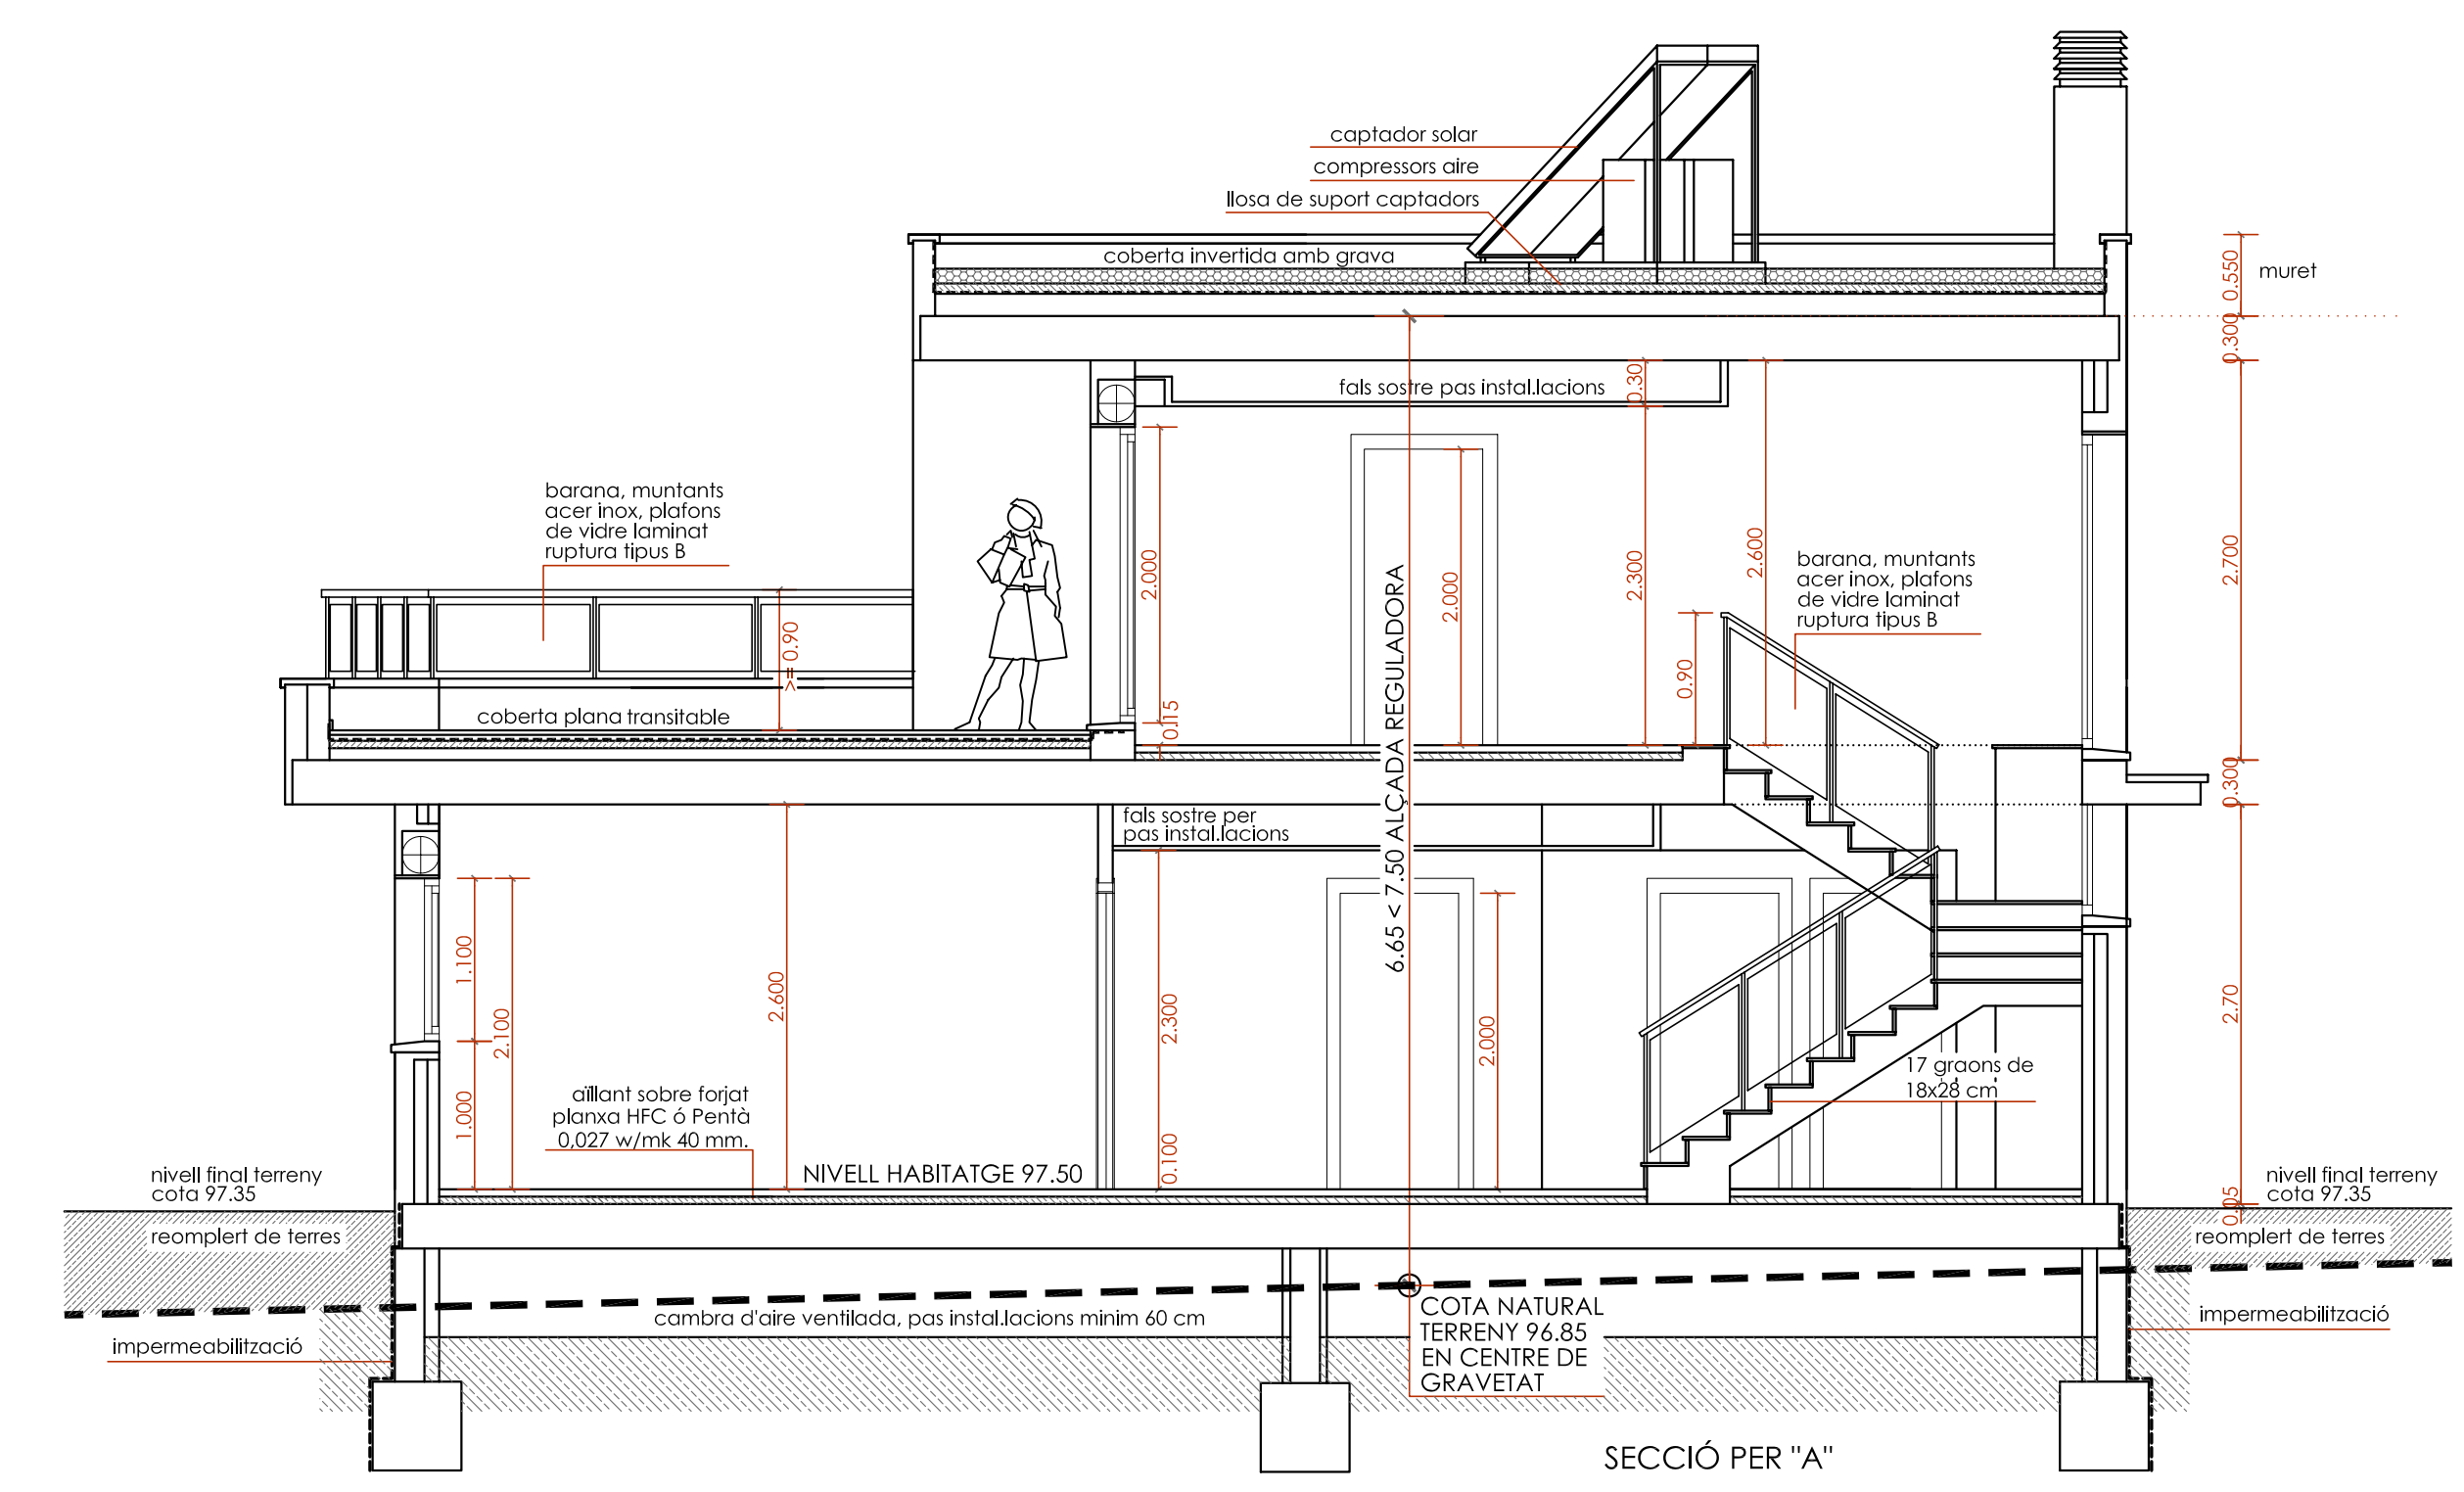 captador solar
compressors aire
llosa de suport captadors
coberta invertida amb grava
0.550
muret
0.300
fals sostre pas instal.lacions
0.30
barana, muntants
acer inox, plafons
de vidre laminat
ruptura tipus B
2.000
2.000
2.300
2.600
2.700
barana, muntants
acer inox, plafons
de vidre laminat
ruptura tipus B
>= 0.90
0.90
coberta plana transitable
0.15
6.65 < 7.50 ALÇADA REGULADORA
0.300
fals sostre per
pas instal.lacions
1.100
2.100
2.600
2.300
2.000
2.70
17 graons de
18x28 cm
1.000
aïllant sobre forjat
planxa HFC ó Pentà
0,027 w/mk 40 mm.
0.100
NIVELL HABITATGE 97.50
nivell final terreny
cota 97.35
nivell final terreny
cota 97.35
0.05
reomplert de terres
reomplert de terres
cambra d'aire ventilada, pas instal.lacions minim 60 cm
COTA NATURAL
TERRENY 96.85
EN CENTRE DE
GRAVETAT
impermeabilització
impermeabilització
SECCIÓ PER "A"